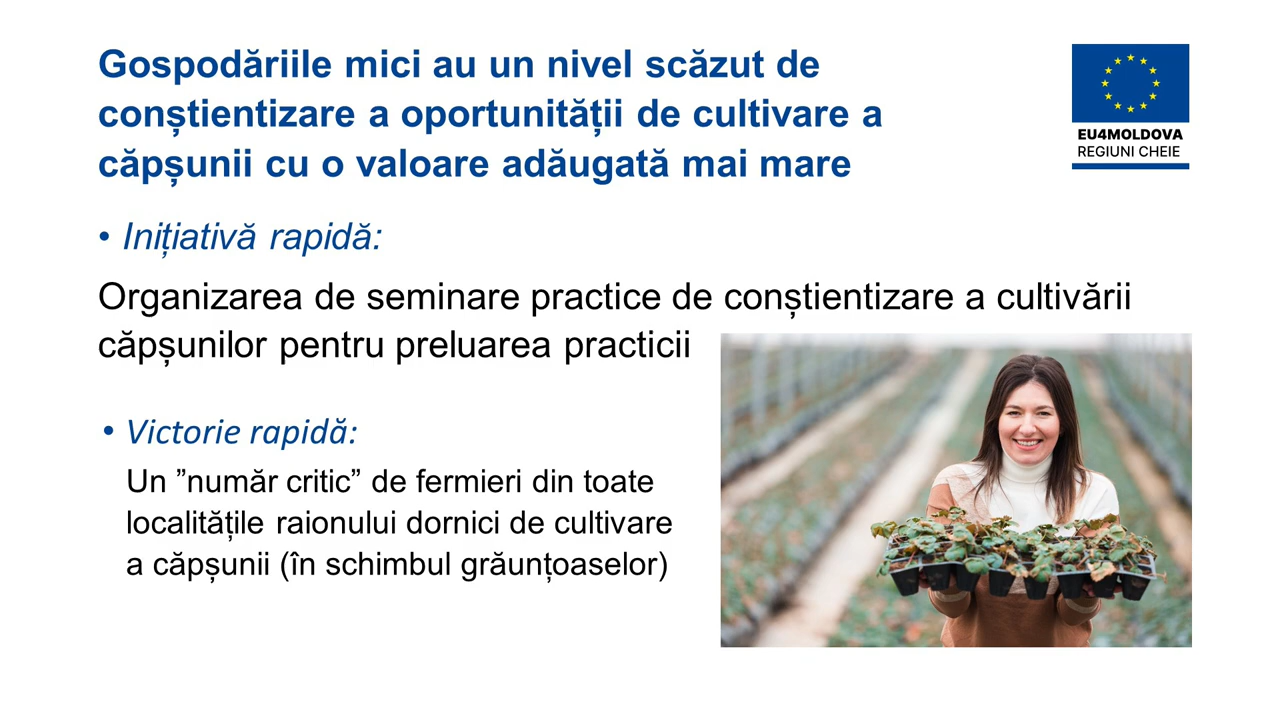 Gospodăriile mici au un nivel scăzut de
conștientizare a oportunității de cultivare a
căpșunii cu o valoare adăugată mai mare
EU4MOLDOVA
REGIUNI CHEIE
• Inițiativă rapidă:
Organizarea de seminare practice de conștientizare a cultivării
căpșunilor pentru preluarea practicii
• Victorie rapidă:
Un ”număr critic” de fermieri din toate
localitățile raionului dornici de cultivare
a căpșunii (în schimbul grăunțoaselor)